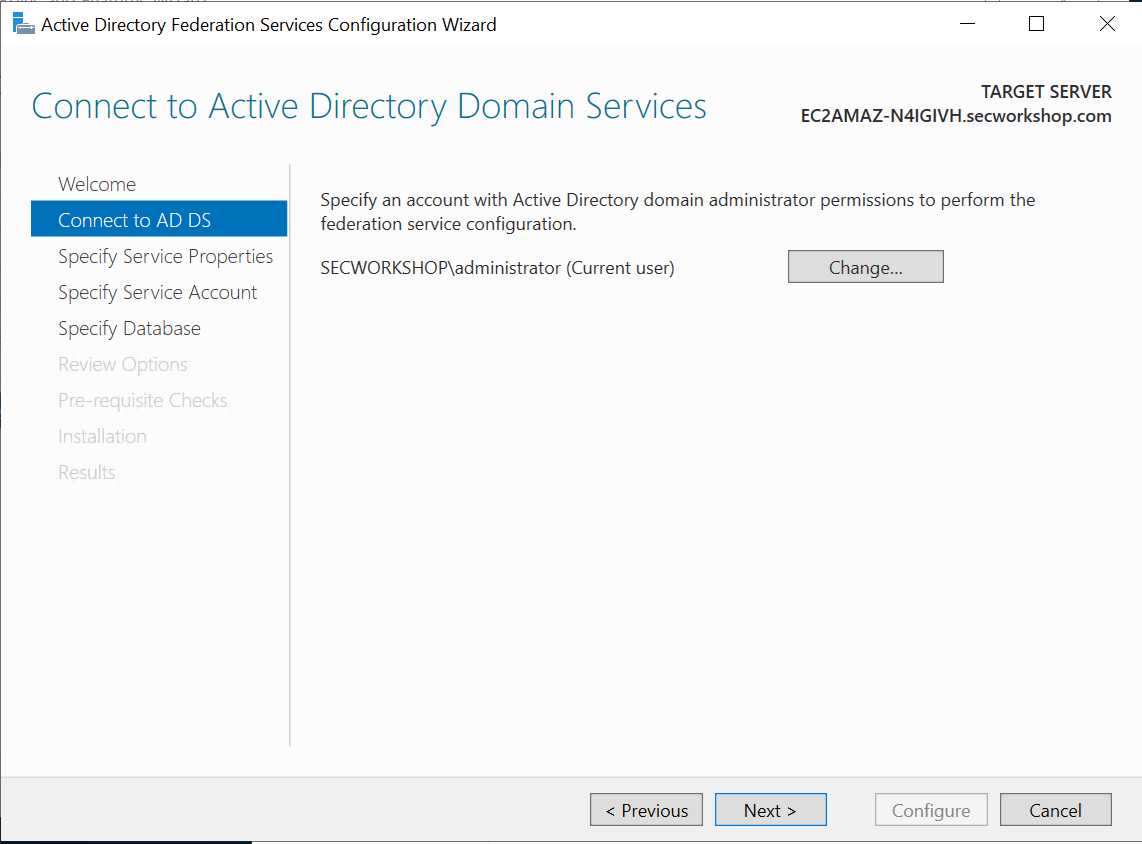 Active Directory Federation Services Configuration Wizard
Connect to Active Directory Domain Services
TARGET SERVER
EC2AMAZ-N4IGIVH.secworkshop.com
Welcome
Connect to AD DS
Specify Service Properties
Specify Service Account
Specify Database
Review Options
Pre-requisite Checks
Installation
Results
Specify an account with Active Directory domain administrator permissions to perform the
federation service configuration.
SECWORKSHOP\administrator (Current user)
Change...
< Previous
Next >
Configure
Cancel